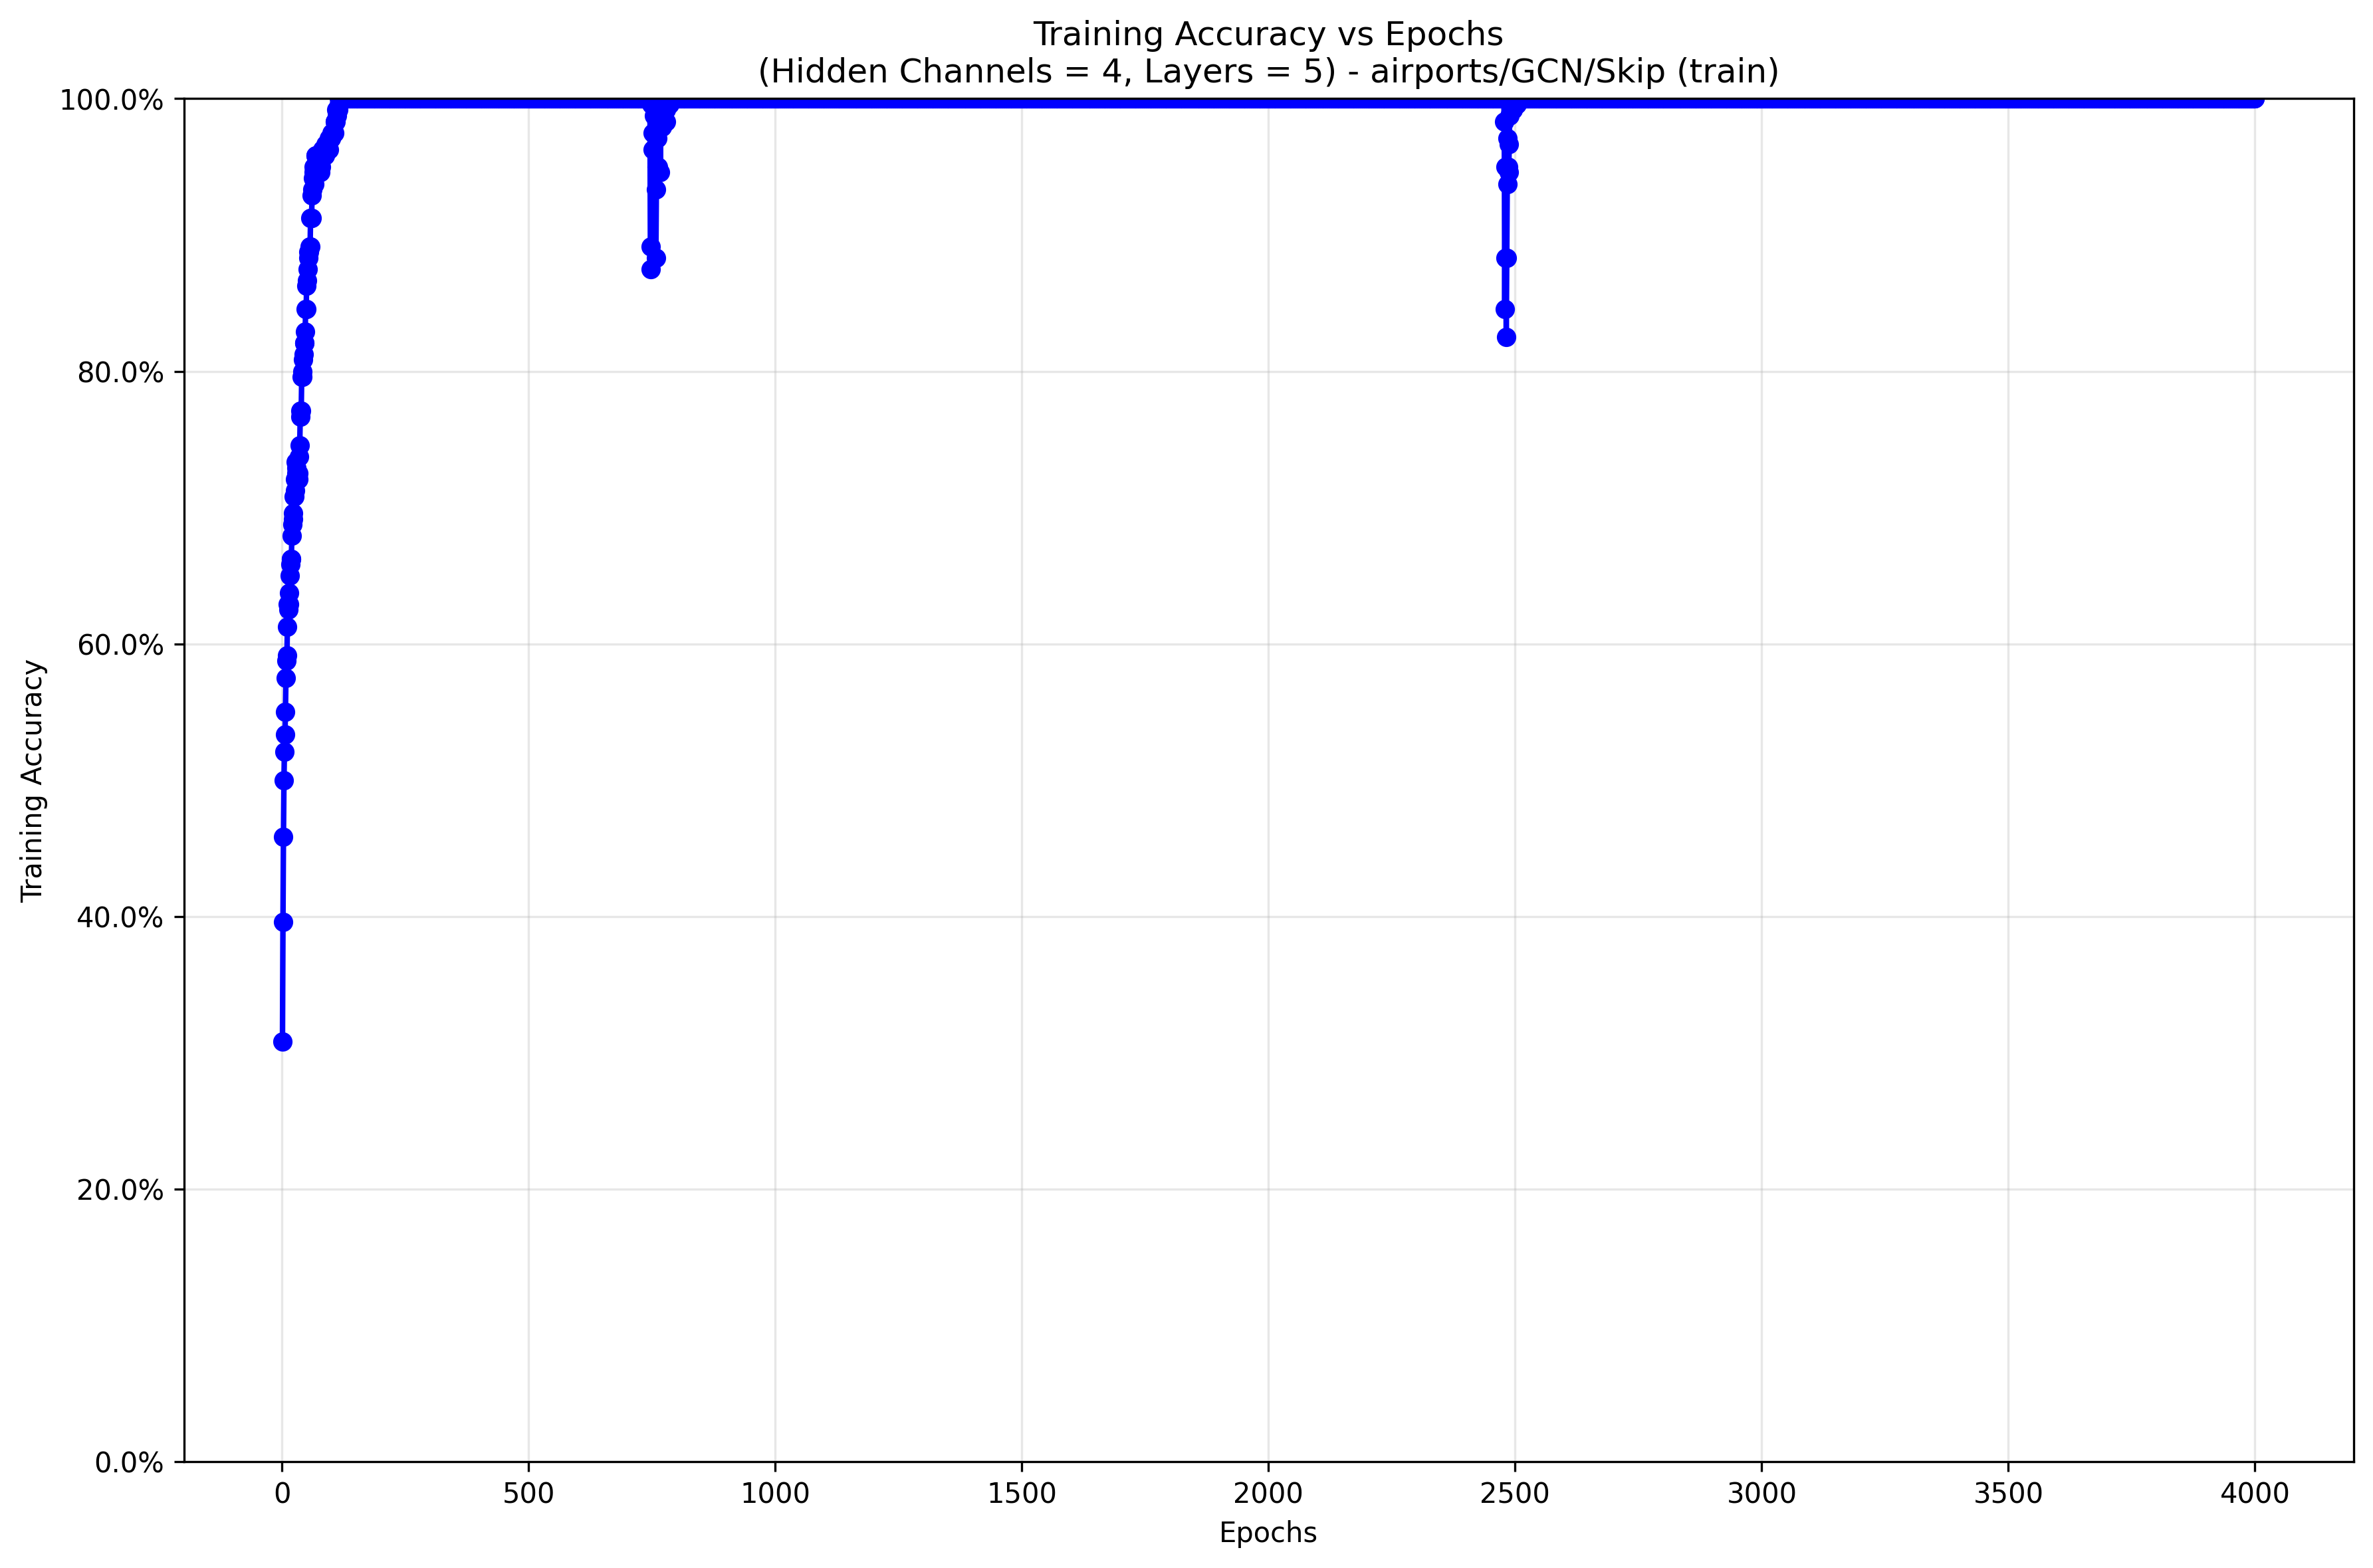 Training Accuracy vs Epochs
(Hidden Channels = 4, Layers = 5) - airports/GCN/Skip (train)
100.0%
80.0%
60.0%
40.0%
20.0%
0.0%
Training Accuracy
0 500 1000 1500 2000 2500 3000 3500 4000
Epochs